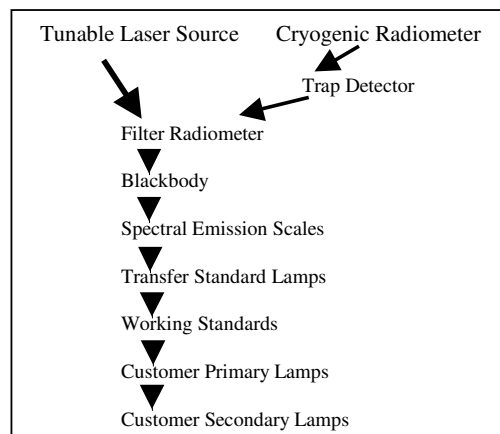 Tunable Laser Source
Cryogenic Radiometer
Trap Detector
Filter Radiometer
Blackbody
Spectral Emission Scales
Transfer Standard Lamps
Working Standards
Customer Primary Lamps
Customer Secondary Lamps